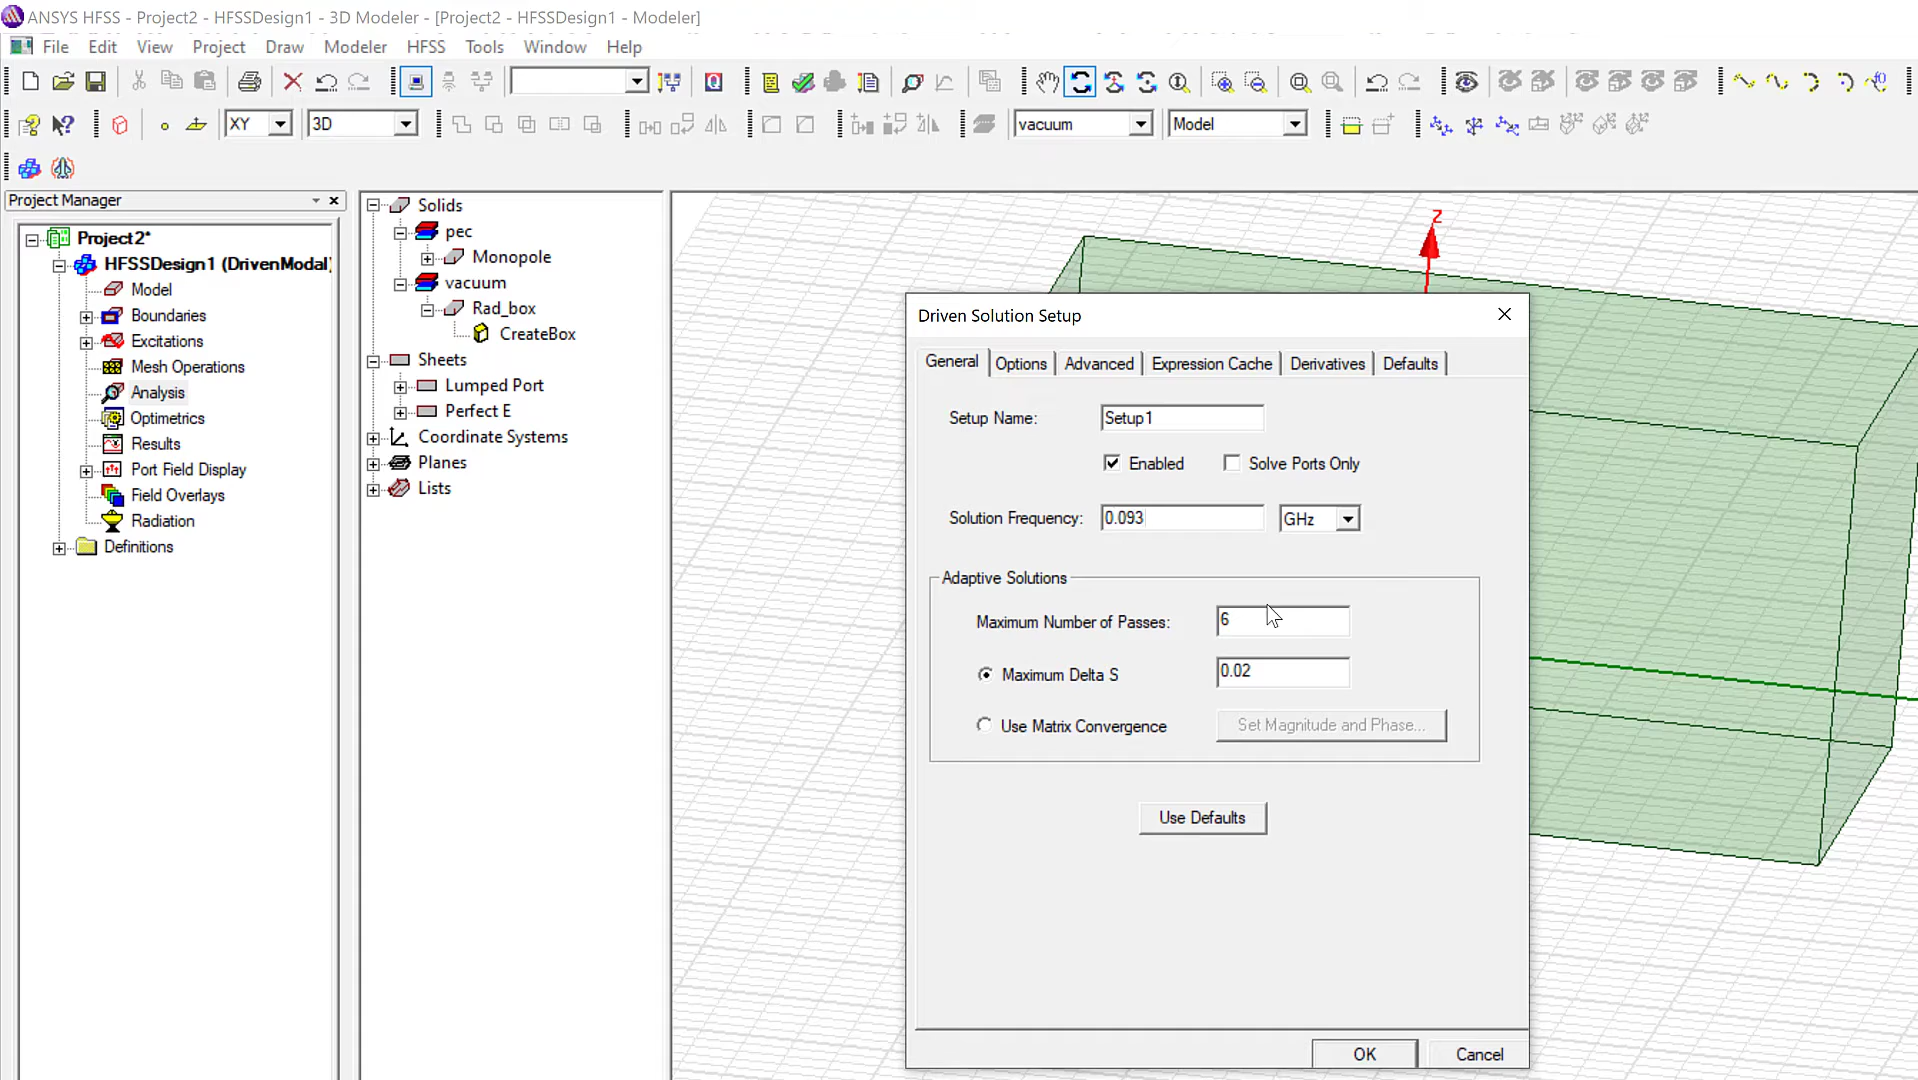 ANSYS HFSS - Project2 - HFSSDesign1 - 3D Modeler - [Project2 - HFSSDesign1 - Modeler]
File Edit View Project Draw Modeler HFSS Tools Window Help
XY 3D vacuum Model
Project Manager
Project2*
HFSSDesign1 (DrivenModal)
Model
Boundaries
Excitations
Mesh Operations
Analysis
Optimetrics
Results
Port Field Display
Field Overlays
Radiation
Definitions
Solids
pec
Monopole
vacuum
Rad_box
CreateBox
Sheets
Lumped Port
Perfect E
Coordinate Systems
Planes
Lists
Z
Driven Solution Setup
General Options Advanced Expression Cache Derivatives Defaults
Setup Name: Setup1
Enabled Solve Ports Only
Solution Frequency: 0.093 GHz
Adaptive Solutions
Maximum Number of Passes: 6
Maximum Delta S 0.02
Use Matrix Convergence Set Magnitude and Phase...
Use Defaults
OK Cancel